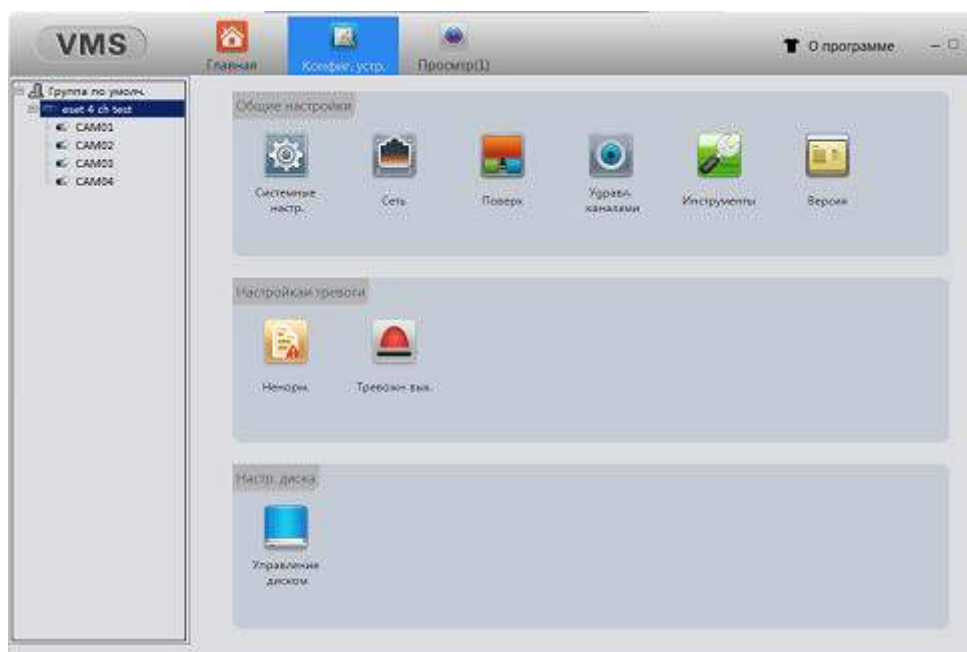 VMS
Главная
Конфиг. устр.
Просмтр(1)
О программе
Группа по умолч.
eset 4 ch test
CAM01
CAM02
CAM03
CAM04
Общие настройки
Системные
настр.
Сеть
Поверх
Управл.
каналами
Инструменты
Версия
Настройкаи тревоги
Ненорм.
Тревожн вых.
Настр. диска
Управление
диском